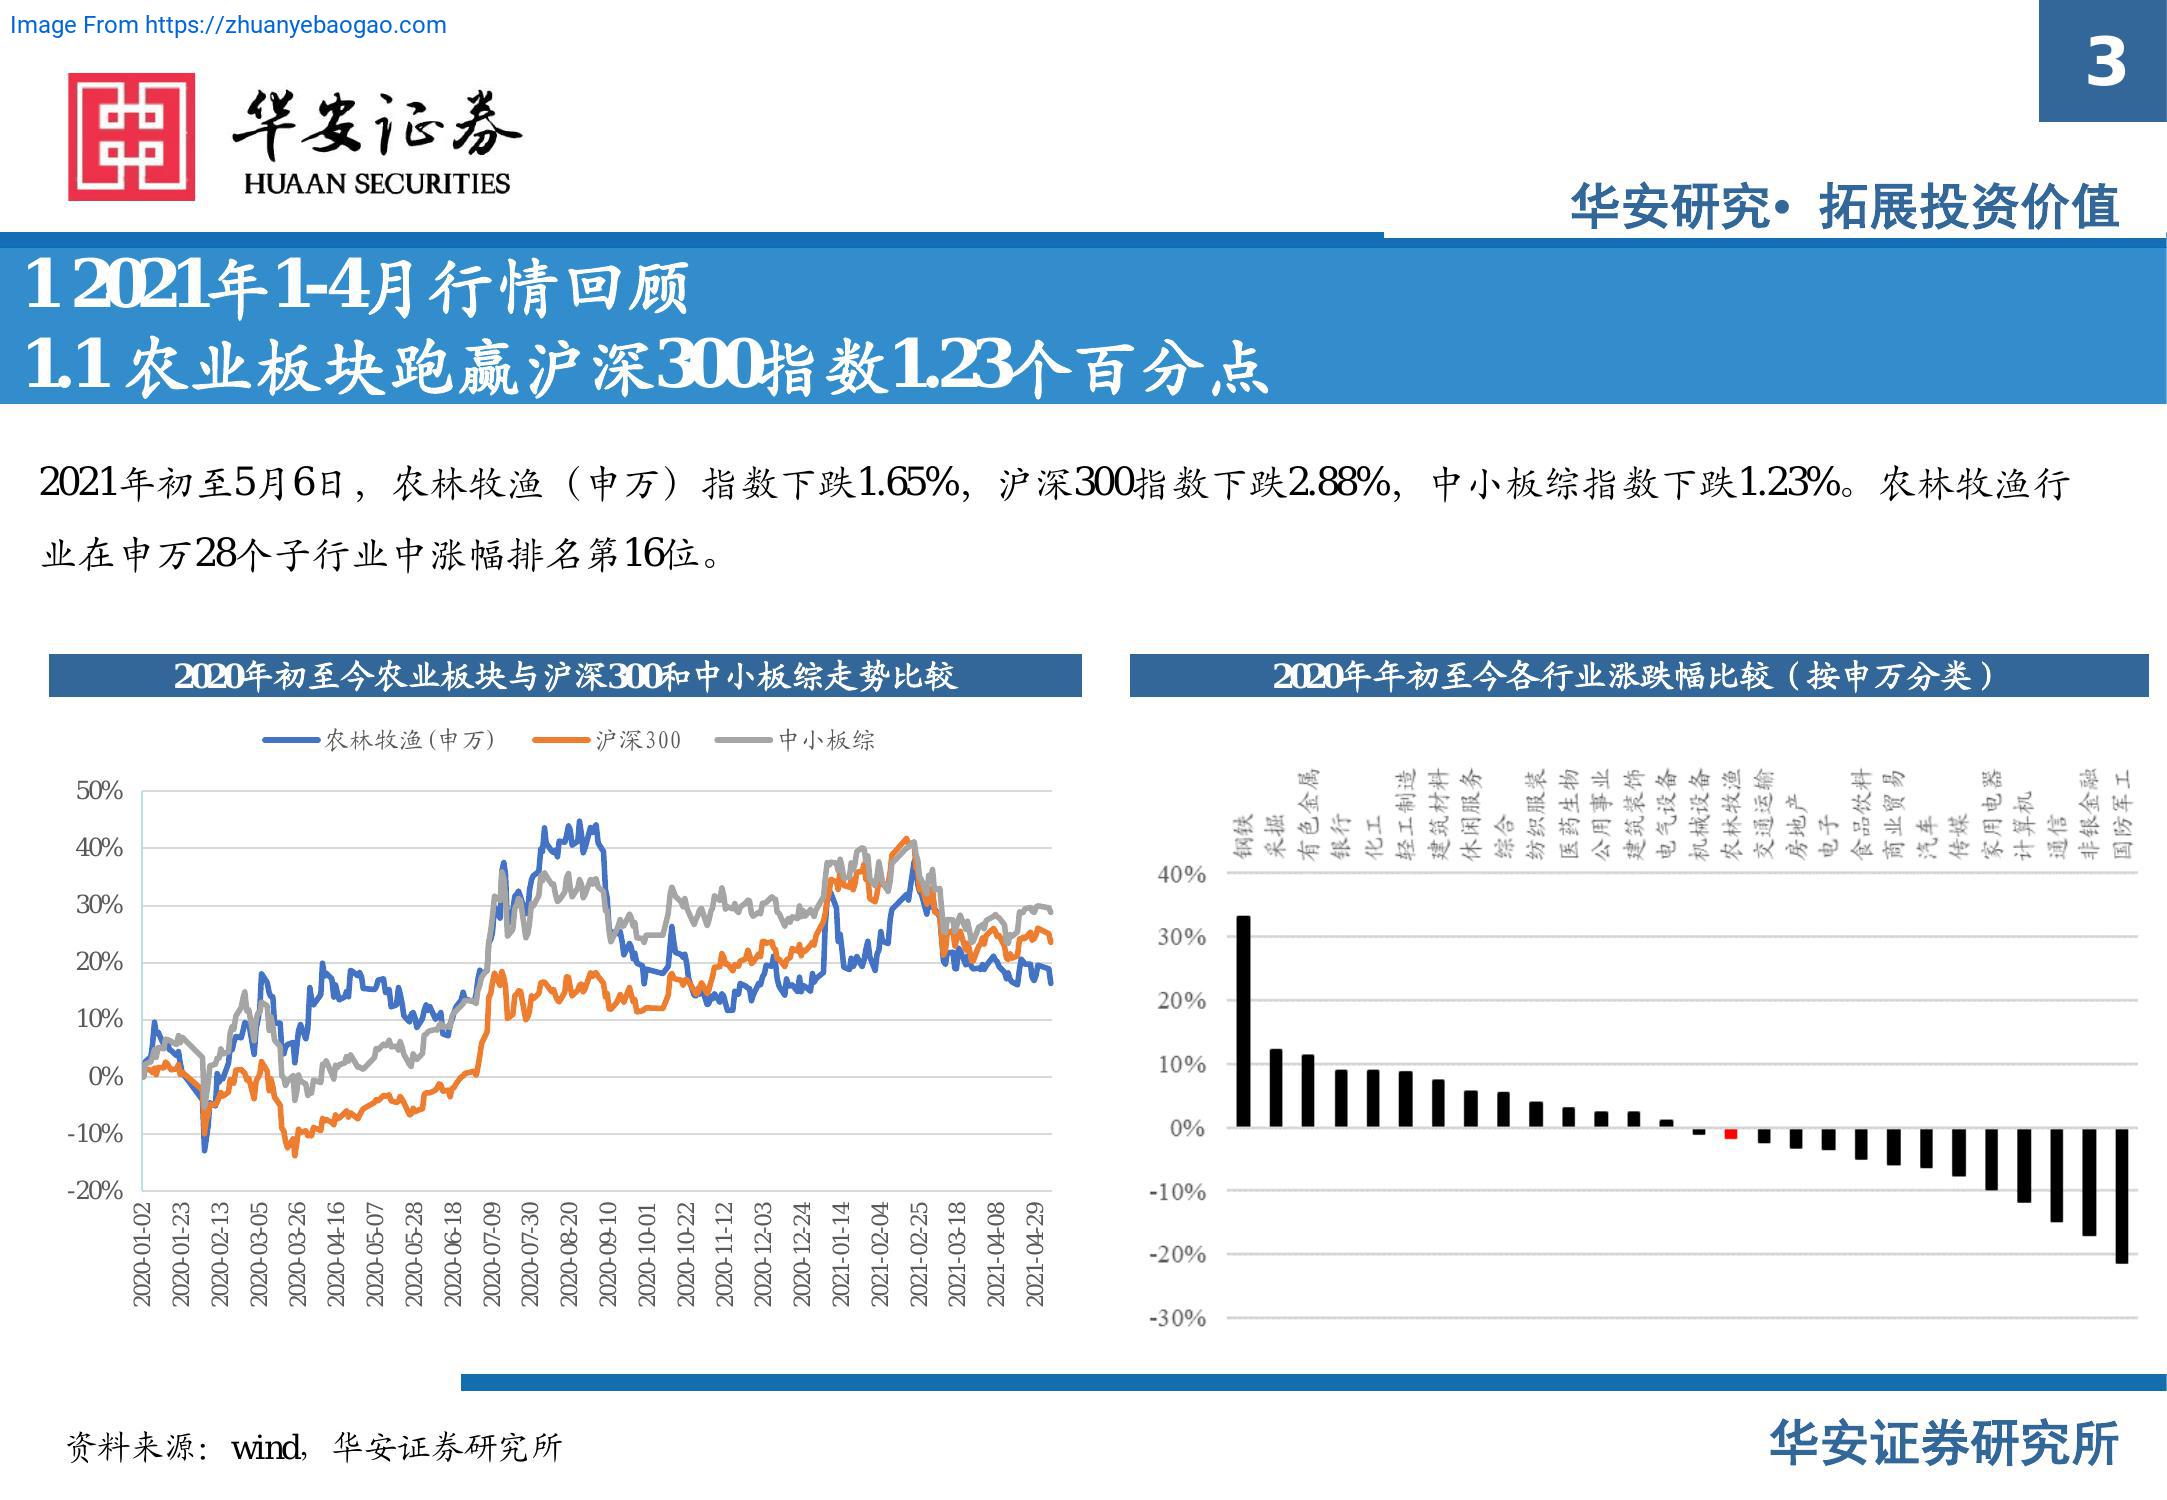 Image From https://zhuanyebaogao.com
3
华安证券
HUAAN SECURITIES
华安研究• 拓展投资价值
1 2021年1-4月行情回顾
1.1 农业板块跑赢沪深300指数1.23个百分点
2021年初至5月6日，农林牧渔（申万）指数下跌1.65%，沪深300指数下跌2.88%，中小板综指数下跌1.23%。农林牧渔行
业在申万28个子行业中涨幅排名第16位。
2020年初至今农业板块与沪深300和中小板综走势比较
农林牧渔(申万) 沪深300 中小板综
50%
40%
30%
20%
10%
0%
-10%
-20%
2020-01-02
2020-01-23
2020-02-13
2020-03-05
2020-03-26
2020-04-16
2020-05-07
2020-05-28
2020-06-18
2020-07-09
2020-07-30
2020-08-20
2020-09-10
2020-10-01
2020-10-22
2020-11-12
2020-12-03
2020-12-24
2021-01-14
2021-02-04
2021-02-25
2021-03-18
2021-04-08
2021-04-29
2020年年初至今各行业涨跌幅比较（按申万分类）
钢铁
采掘
有色金属
银行
化工
轻工制造
建筑材料
休闲服务
综合
纺织服装
医药生物
公用事业
建筑装饰
电气设备
机械设备
农林牧渔
交通运输
房地产
电子
食品饮料
商业贸易
汽车
传媒
家用电器
计算机
通信
非银金融
国防军工
40%
30%
20%
10%
0%
-10%
-20%
-30%
资料来源：wind，华安证券研究所
华安证券研究所